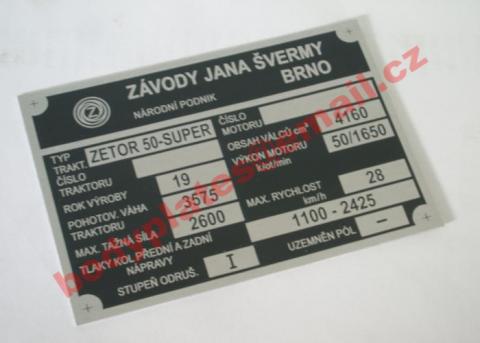 ZÁVODY JANA ŠVERMY
BRNO
NÁRODNÍ PODNIK
Z
TYP TRAKT. ZETOR 50-SUPER
ČÍSLO TRAKTORU
ROK VÝROBY 19
POHOTOV. VÁHA TRAKTORU 3575
MAX. TAŽNÁ SÍLA 2600
TLAKY KOL PŘEDNÍ A ZADNÍ NÁPRAVY 1100 - 2425
STUPEŇ ODRUŠ. I
ČÍSLO MOTORU
OBSAH VÁLCŮ cm³ 4160
VÝKON MOTORU k/ot/min 50/1650
MAX. RYCHLOST km/h 28
UZEMNĚN PÓL –